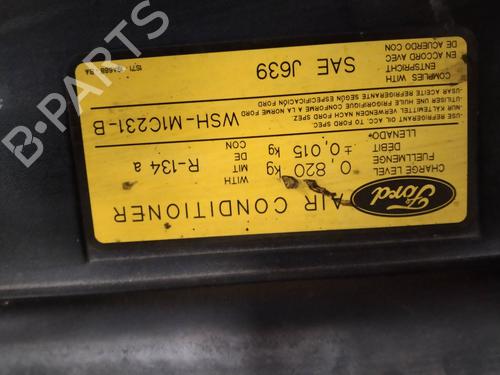 Ford
AIR CONDITIONER
CHARGE LEVEL
FUELLMENGE
DEBIT
LLENADO
0,820 kg
± 0,015 kg
WITH
MIT
DE
CON
R-134 a
USE REFRIGERANT OIL ACC. TO FORD SPEC.
NUR KÄLTEMITTEL VERWENDEN NACH FORD SPEZ.
UTILISER UNE HUILE FRIGORIFIQUE CONFORME A LA NORME FORD
USAR ACEITE REFRIGERANTE SEGÚN ESPECIFICACIÓN FORD
WSH-M1C231-B
COMPLIES WITH
ENTSPRICHT
EN ACCORD AVEC
DE ACUERDO CON
SAE J639
B-PARTS